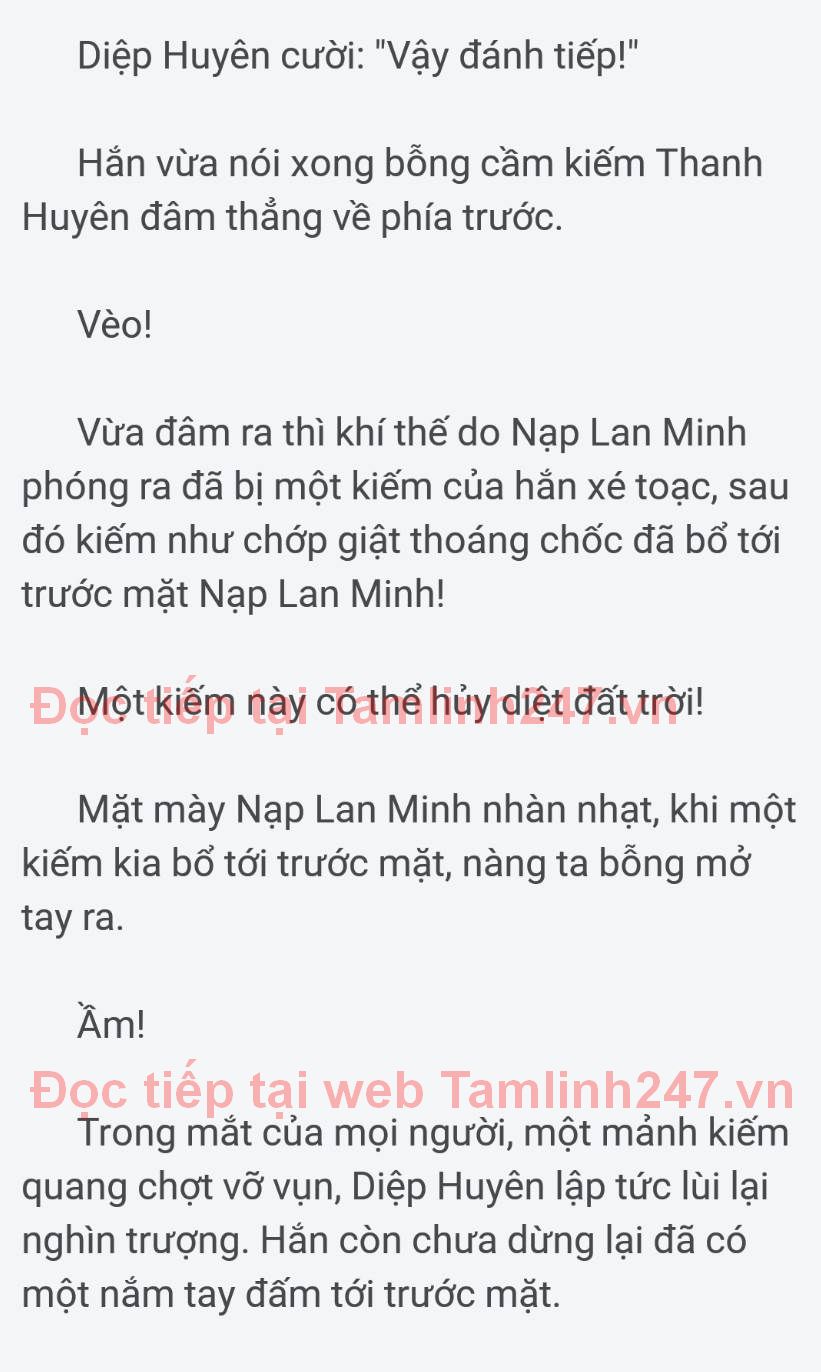 Diệp Huyên cười: "Vậy đánh tiếp!"
Hắn vừa nói xong bỗng cầm kiếm Thanh
Huyên đâm thẳng về phía trước.
Vèo!
Vừa đâm ra thì khí thế do Nạp Lan Minh
phóng ra đã bị một kiếm của hắn xé toạc, sau
đó kiếm như chớp giật thoáng chốc đã bổ tới
trước mặt Nạp Lan Minh!
Một kiếm này có thể hủy diệt đất trời!
Đọc tiếp tại Tamlinh247.vn
Mặt mày Nạp Lan Minh nhàn nhạt, khi một
kiếm kia bổ tới trước mặt, nàng ta bỗng mở
tay ra.
Ầm!
Đọc tiếp tại web Tamlinh247.vn
Trong mắt của mọi người, một mảnh kiếm
quang chợt vỡ vụn, Diệp Huyên lập tức lùi lại
nghìn trượng. Hắn còn chưa dừng lại đã có
một nắm tay đấm tới trước mặt.